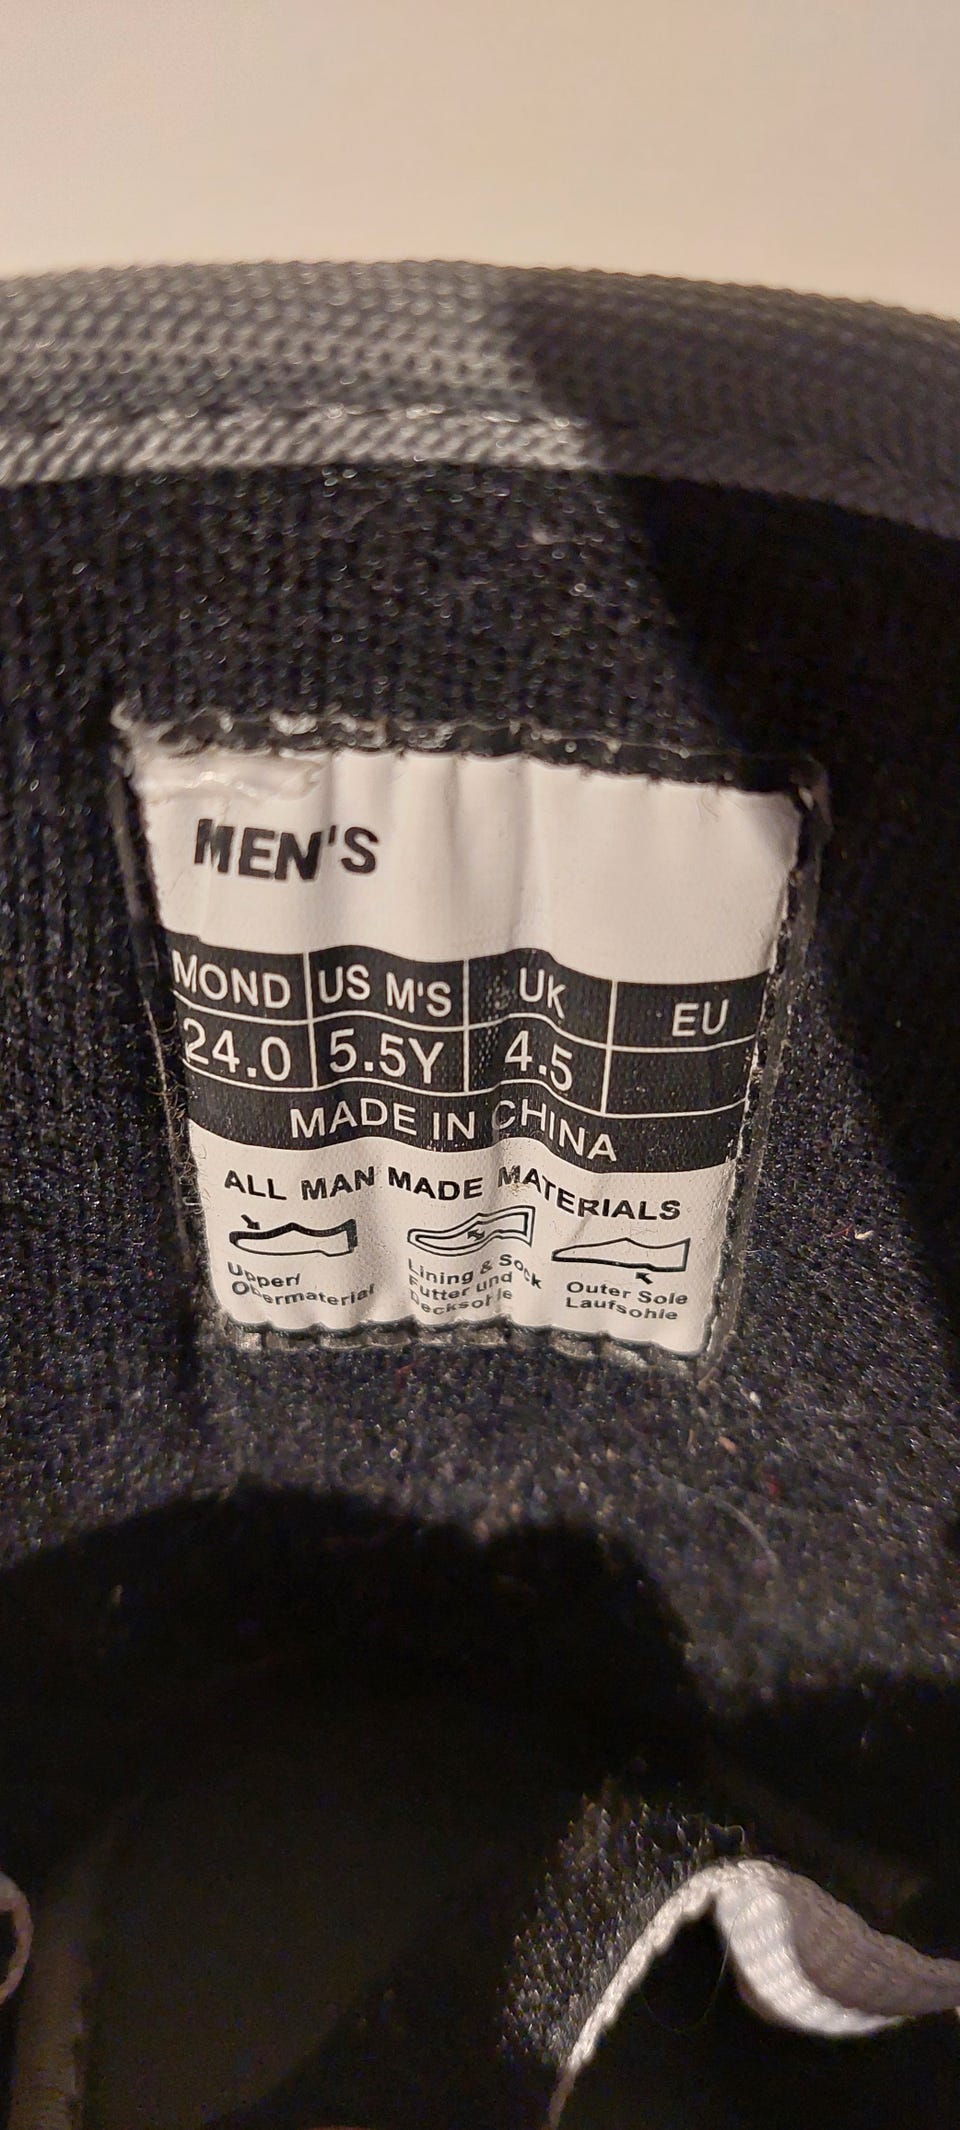 MEN'S
MOND US M'S UK EU
24.0 5.5Y 4.5
MADE IN CHINA
ALL MAN MADE MATERIALS
Upper/ Lining & Sock Outer Sole
Obermaterial Futter und Laufsohle
Decksohle